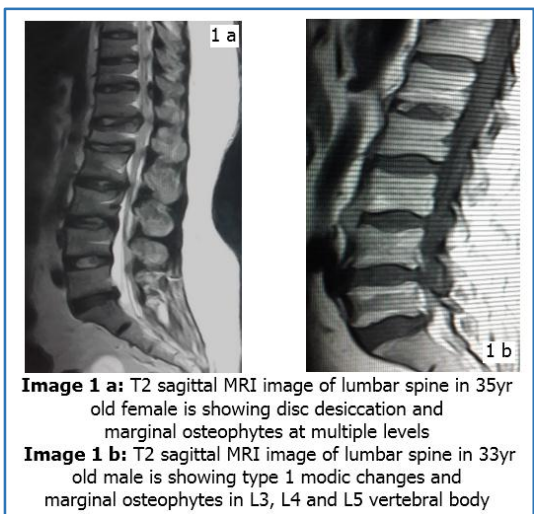 1 a
1 b
Image 1 a: T2 sagittal MRI image of lumbar spine in 35yr
old female is showing disc desiccation and
marginal osteophytes at multiple levels
Image 1 b: T2 sagittal MRI image of lumbar spine in 33yr
old male is showing type 1 modic changes and
marginal osteophytes in L3, L4 and L5 vertebral body